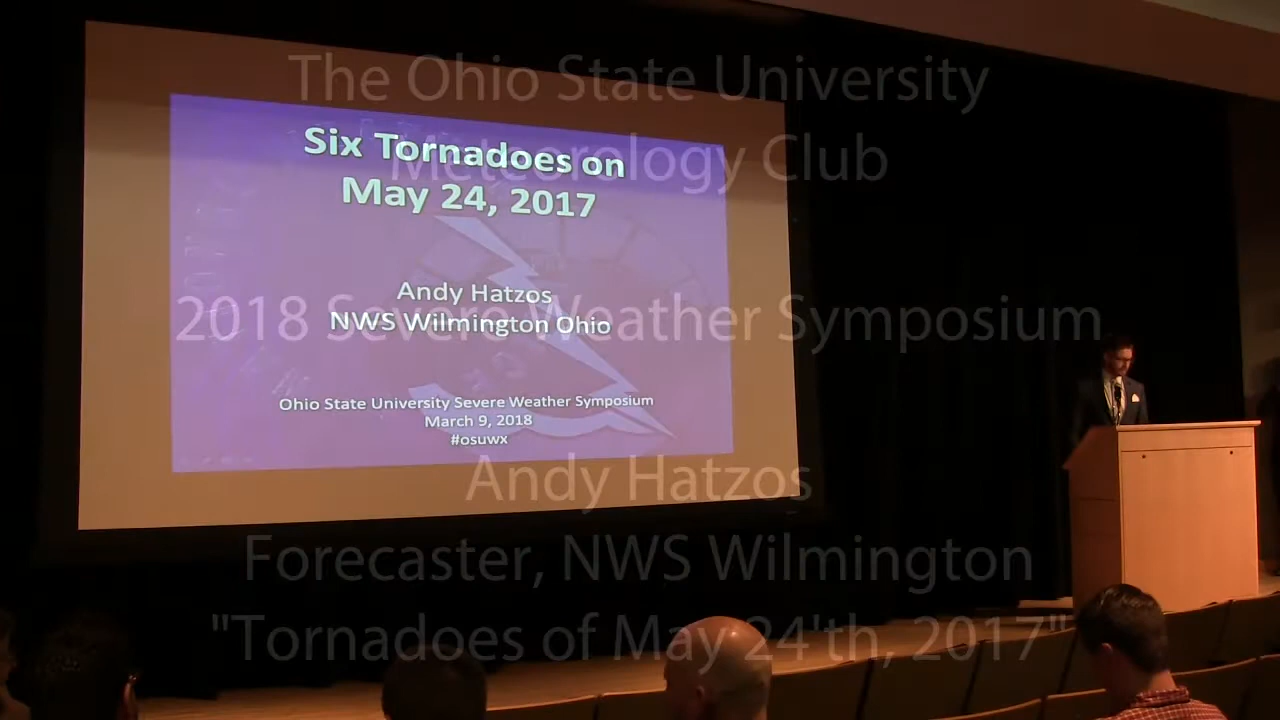 The Ohio State University
Meteorology Club
2018 Severe Weather Symposium
Andy Hatzos
Forecaster, NWS Wilmington
"Tornadoes of May 24'th, 2017"
Six Tornadoes on
May 24, 2017
Andy Hatzos
NWS Wilmington Ohio
Ohio State University Severe Weather Symposium
March 9, 2018
#osuwx